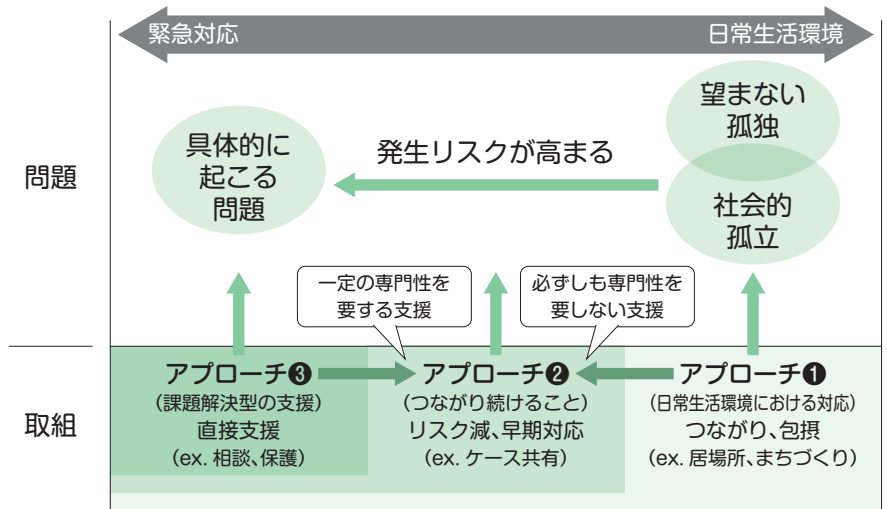 緊急対応
日常生活環境
問題
具体的に
起こる
問題
発生リスクが高まる
望まない
孤独
社会的
孤立
一定の専門性を
要する支援
必ずしも専門性を
要しない支援
取組
アプローチ❸
(課題解決型の支援)
直接支援
(ex. 相談、保護)
アプローチ❷
(つながり続けること)
リスク減、早期対応
(ex. ケース共有)
アプローチ❶
(日常生活環境における対応)
つながり、包摂
(ex. 居場所、まちづくり)